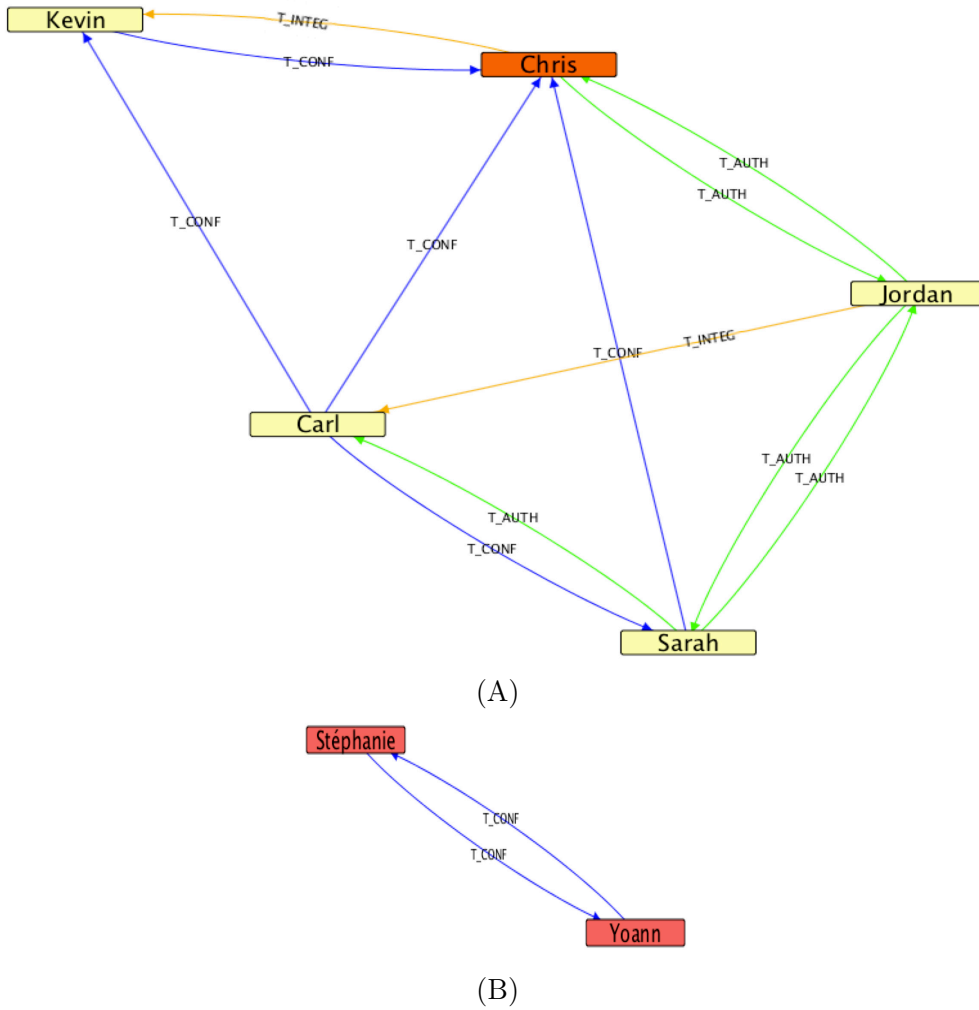 Kevin
T_INTEG
T_CONF
Chris
T_AUTH
T_AUTH
T_CONF
T_CONF
Jordan
T_INTEG
T_CONF
Carl
T_AUTH
T_AUTH
T_AUTH
T_CONF
Sarah
(A)
Stéphanie
T_CONF
T_CONF
Yoann
(B)